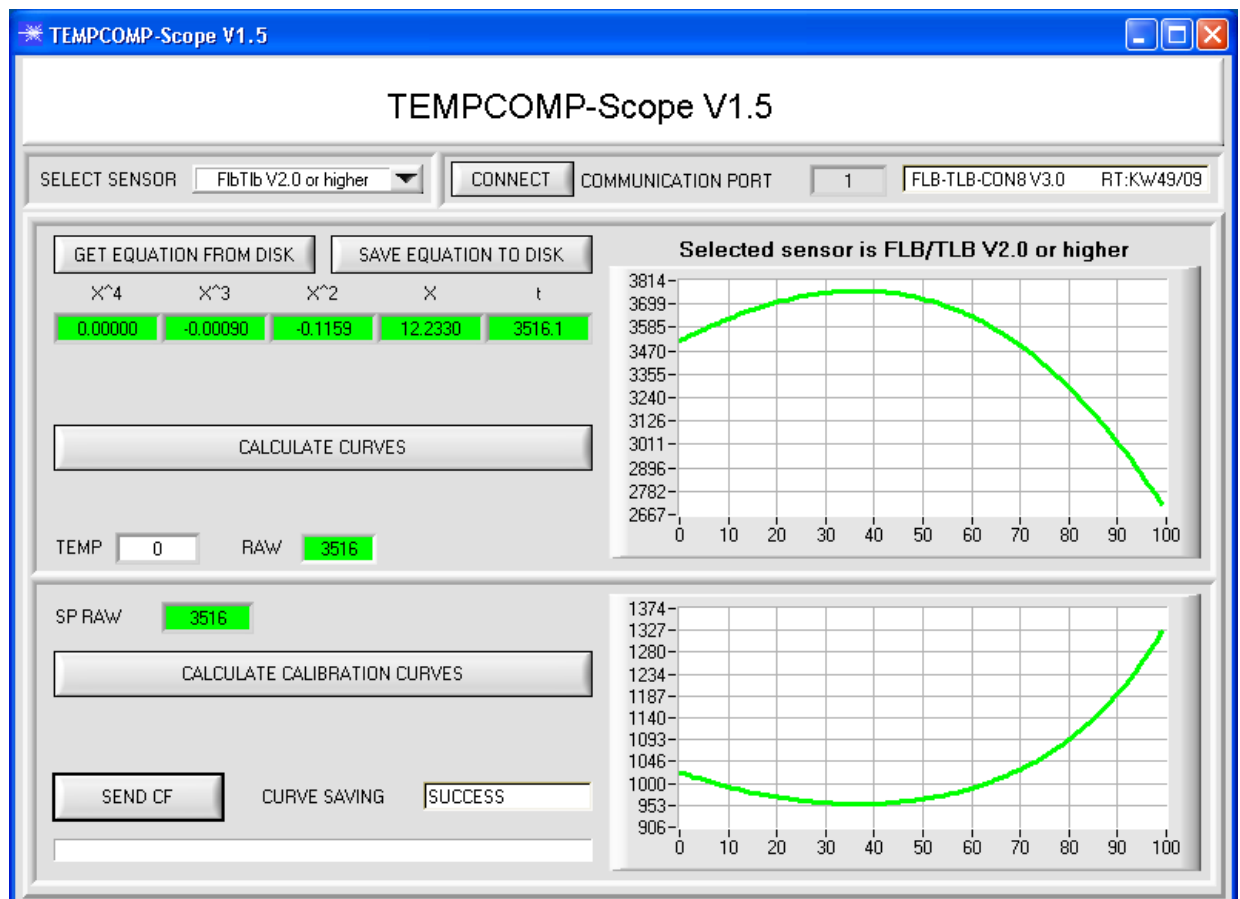 TEMPCOMP-Scope V1.5
TEMPCOMP-Scope V1.5
SELECT SENSOR FlbTlb V2.0 or higher CONNECT COMMUNICATION PORT 1 FLB-TLB-CON8 V3.0 RT:KW49/09
GET EQUATION FROM DISK SAVE EQUATION TO DISK
X^4 X^3 X^2 X t
0.00000 -0.00090 -0.1159 12.2330 3516.1
CALCULATE CURVES
TEMP 0 RAW 3516
Selected sensor is FLB/TLB V2.0 or higher
3814
3699
3585
3470
3355
3240
3126
3011
2896
2782
2667
0 10 20 30 40 50 60 70 80 90 100
SP RAW 3516
CALCULATE CALIBRATION CURVES
SEND CF CURVE SAVING SUCCESS
1374
1327
1280
1234
1187
1140
1093
1046
1000
953
906
0 10 20 30 40 50 60 70 80 90 100